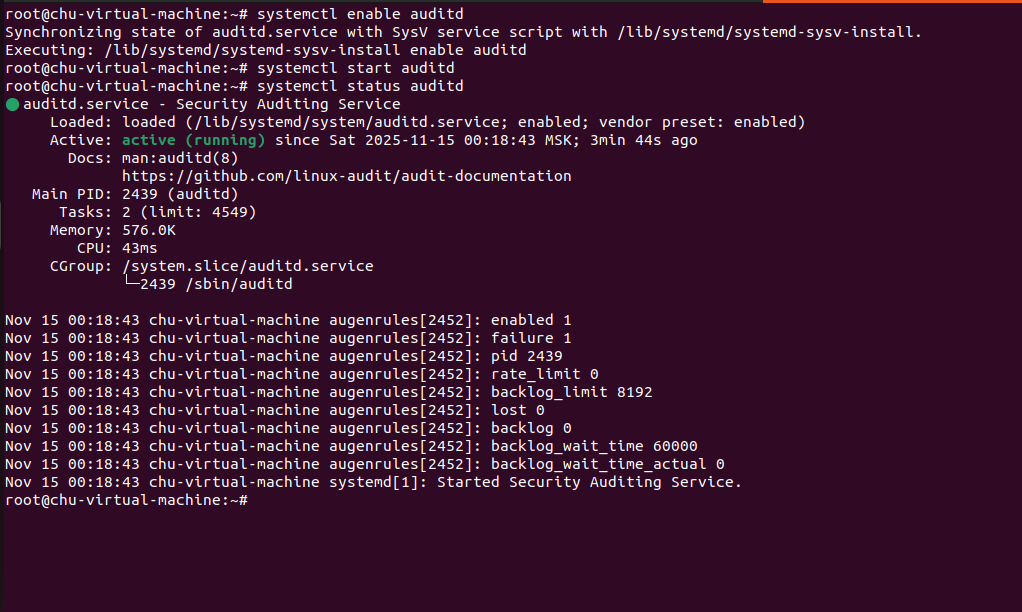 root@chu-virtual-machine:~# systemctl enable auditd
Synchronizing state of auditd.service with SysV service script with /lib/systemd/systemd-sysv-install.
Executing: /lib/systemd/systemd-sysv-install enable auditd
root@chu-virtual-machine:~# systemctl start auditd
root@chu-virtual-machine:~# systemctl status auditd
● auditd.service - Security Auditing Service
     Loaded: loaded (/lib/systemd/system/auditd.service; enabled; vendor preset: enabled)
     Active: active (running) since Sat 2025-11-15 00:18:43 MSK; 3min 44s ago
       Docs: man:auditd(8)
             https://github.com/linux-audit/audit-documentation
   Main PID: 2439 (auditd)
      Tasks: 2 (limit: 4549)
     Memory: 576.0K
        CPU: 43ms
     CGroup: /system.slice/auditd.service
             └─2439 /sbin/auditd

Nov 15 00:18:43 chu-virtual-machine augenrules[2452]: enabled 1
Nov 15 00:18:43 chu-virtual-machine augenrules[2452]: failure 1
Nov 15 00:18:43 chu-virtual-machine augenrules[2452]: pid 2439
Nov 15 00:18:43 chu-virtual-machine augenrules[2452]: rate_limit 0
Nov 15 00:18:43 chu-virtual-machine augenrules[2452]: backlog_limit 8192
Nov 15 00:18:43 chu-virtual-machine augenrules[2452]: lost 0
Nov 15 00:18:43 chu-virtual-machine augenrules[2452]: backlog 0
Nov 15 00:18:43 chu-virtual-machine augenrules[2452]: backlog_wait_time 60000
Nov 15 00:18:43 chu-virtual-machine augenrules[2452]: backlog_wait_time_actual 0
Nov 15 00:18:43 chu-virtual-machine systemd[1]: Started Security Auditing Service.
root@chu-virtual-machine:~#